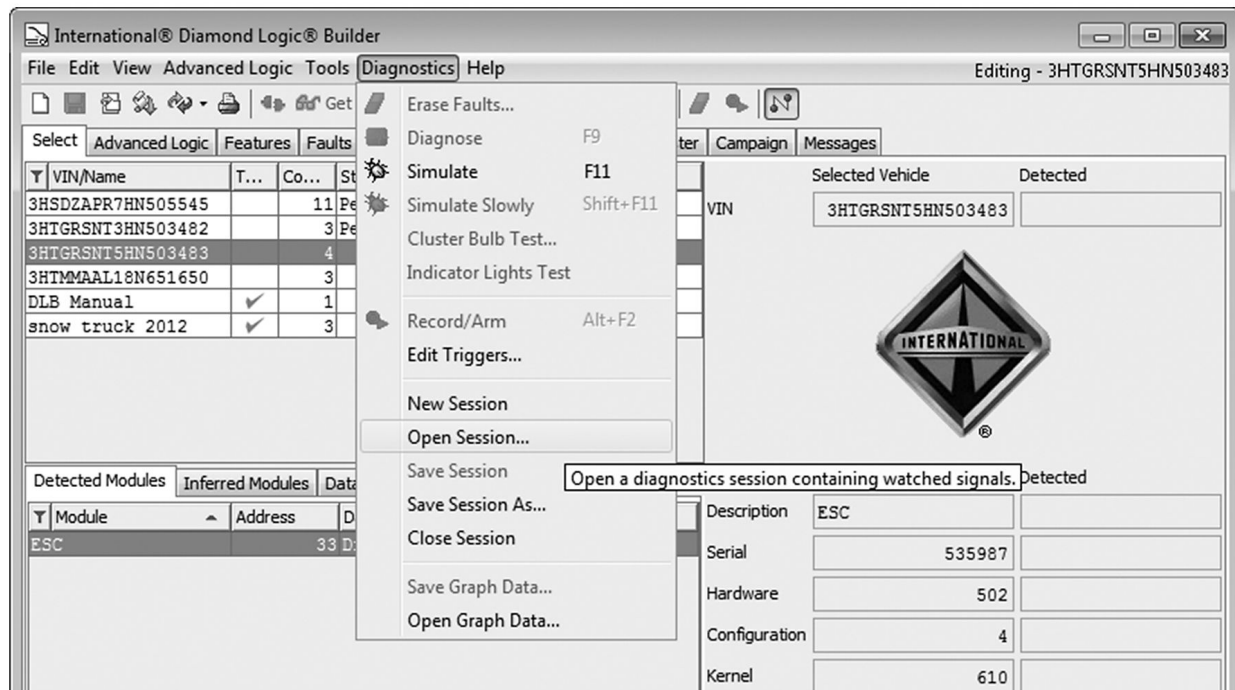 International® Diamond Logic® Builder
File Edit View Advanced Logic Tools Diagnostics Help
Editing - 3HTGRSNT5HN503483
Get
Select Advanced Logic Features Faults
Campaign Messages
VIN/Name T... Co...
3HSDZAPR7HN505545 11
3HTGRSNT3HN503482 3
3HTGRSNT5HN503483 4
3HTMMAAL18N651650 3
DLB Manual 1
snow truck 2012 3
Erase Faults...
Diagnose F9
Simulate F11
Simulate Slowly Shift+F11
Cluster Bulb Test...
Indicator Lights Test
Record/Arm Alt+F2
Edit Triggers...
New Session
Open Session...
Save Session
Save Session As...
Close Session
Save Graph Data...
Open Graph Data...
Open a diagnostics session containing watched signals.
Selected Vehicle Detected
VIN 3HTGRSNT5HN503483
INTERNATIONAL
®
Detected Modules Inferred Modules
Module Address
ESC 33
Detected
Description ESC
Serial 535987
Hardware 502
Configuration 4
Kernel 610